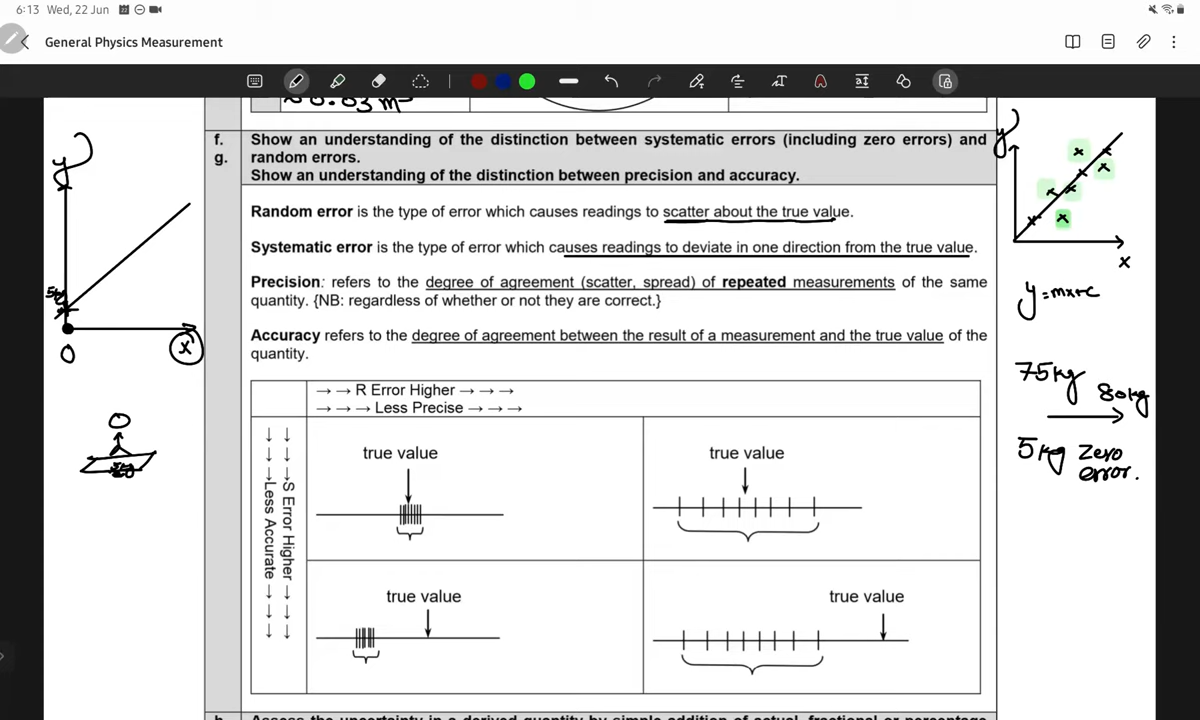 6:13 Wed, 22 Jun
General Physics Measurement
f. Show an understanding of the distinction between systematic errors (including zero errors) and
g. random errors.
Show an understanding of the distinction between precision and accuracy.
Random error is the type of error which causes readings to scatter about the true value.
Systematic error is the type of error which causes readings to deviate in one direction from the true value.
Precision: refers to the degree of agreement (scatter, spread) of repeated measurements of the same
quantity. {NB: regardless of whether or not they are correct.}
Accuracy refers to the degree of agreement between the result of a measurement and the true value of the
quantity.
→ → R Error Higher → → →
→ → → Less Precise → → →
→ → →S Error Higher→ → →
→ → →Less Accurate→ → →
true value
true value
true value
true value
y
5kg
0
x
0
y
x
y=mx+c
75kg
80kg
5kg zero
error.